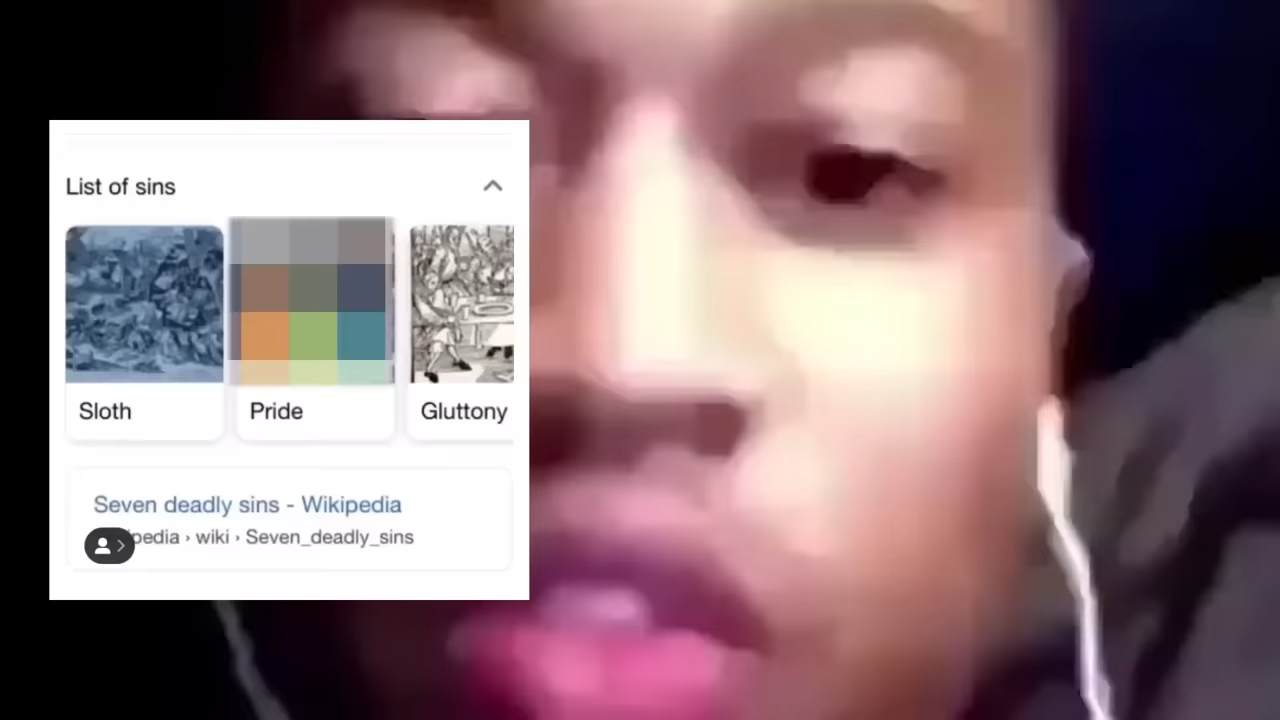 List of sins
Sloth
Pride
Gluttony
Seven deadly sins - Wikipedia
pedia › wiki › Seven_deadly_sins